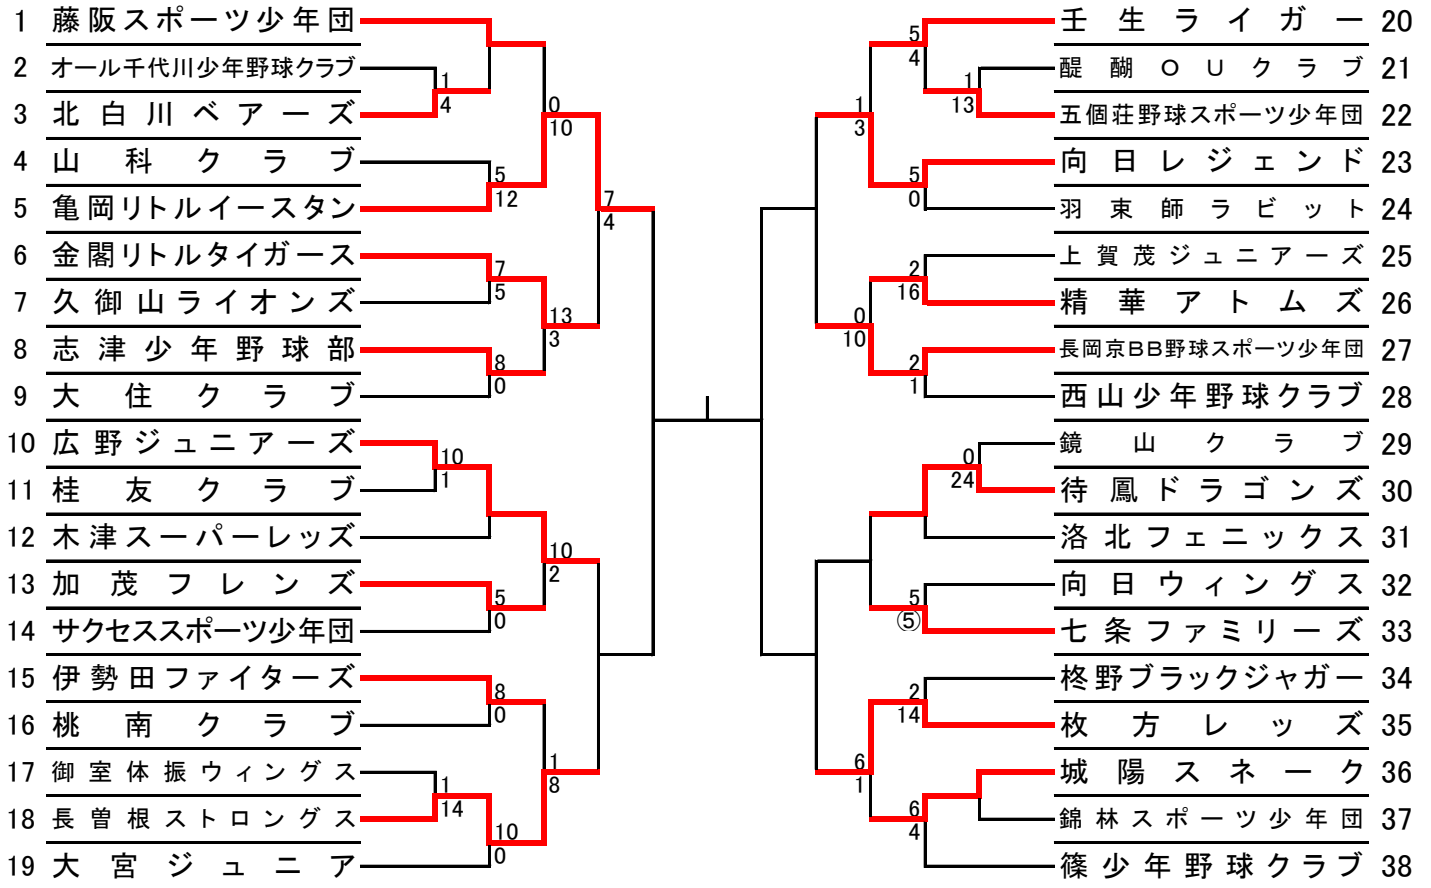 1 藤阪スポーツ少年団
2 オール千代川少年野球クラブ
1
4
3 北白川ベアーズ
0
10
4 山科クラブ
5
12
5 亀岡リトルイースタン
7
4
6 金閣リトルタイガース
7
5
7 久御山ライオンズ
13
3
8 志津少年野球部
8
0
9 大住クラブ
10 広野ジュニアーズ
10
1
11 桂友クラブ
12 木津スーパーレッズ
10
2
13 加茂フレンズ
5
0
14 サクセススポーツ少年団
15 伊勢田ファイターズ
8
0
16 桃南クラブ
1
8
17 御室体振ウィングス
1
14
18 長曽根ストロングス
10
0
19 大宮ジュニア
壬生ライガー 20
5
4
醍醐OUクラブ 21
1
13
五個荘野球スポーツ少年団 22
1
3
向日レジェンド 23
5
0
羽束師ラビット 24
上賀茂ジュニアーズ 25
2
16
精華アトムズ 26
0
10
長岡京BB野球スポーツ少年団 27
2
1
西山少年野球クラブ 28
鏡山クラブ 29
0
24
待鳳ドラゴンズ 30
洛北フェニックス 31
向日ウィングス 32
5
⑤
七条ファミリーズ 33
柊野ブラックジャガー 34
2
14
枚方レッズ 35
6
1
城陽スネーク 36
錦林スポーツ少年団 37
6
4
篠少年野球クラブ 38